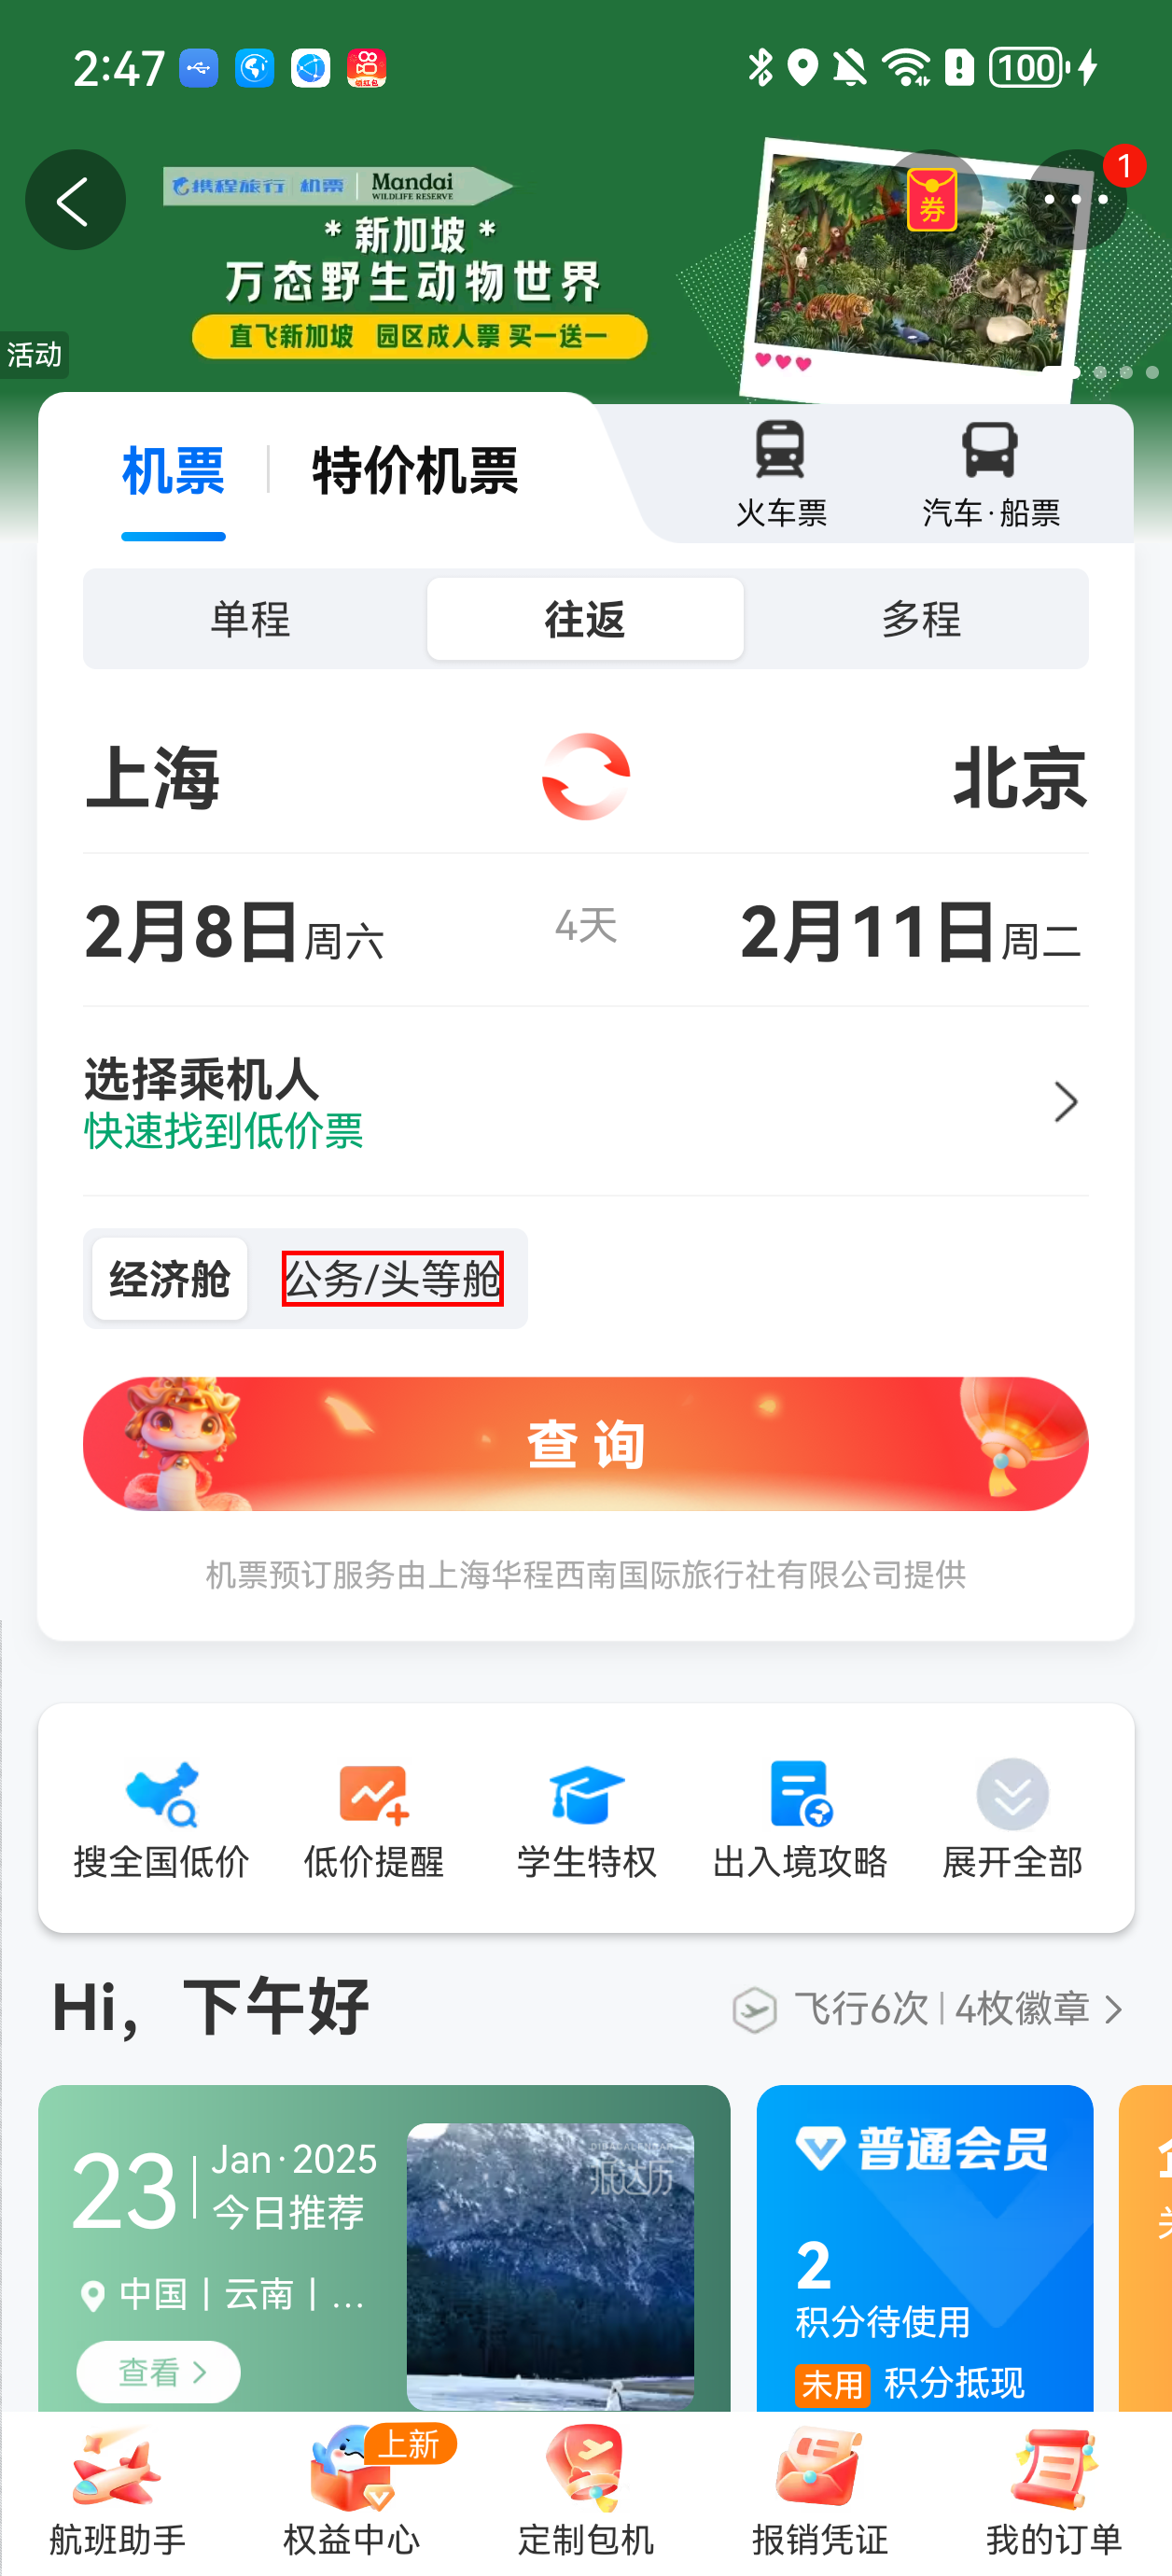 2:47
100
携程旅行 机票 Mandai WILDLIFE RESERVE
* 新加坡 *
万态野生动物世界
直飞新加坡 园区成人票 买一送一
券
1
活动
机票 特价机票
火车票 汽车·船票
单程 往返 多程
上海 北京
2月8日周六 4天 2月11日周二
选择乘机人
快速找到低价票
经济舱 公务/头等舱
查询
机票预订服务由上海华程西南国际旅行社有限公司提供
搜全国低价 低价提醒 学生特权 出入境攻略 展开全部
Hi，下午好 飞行6次 4枚徽章
23 Jan·2025
今日推荐
中国 | 云南 | ...
查看
普通会员
2
积分待使用
未用 积分抵现
上新
航班助手 权益中心 定制包机 报销凭证 我的订单